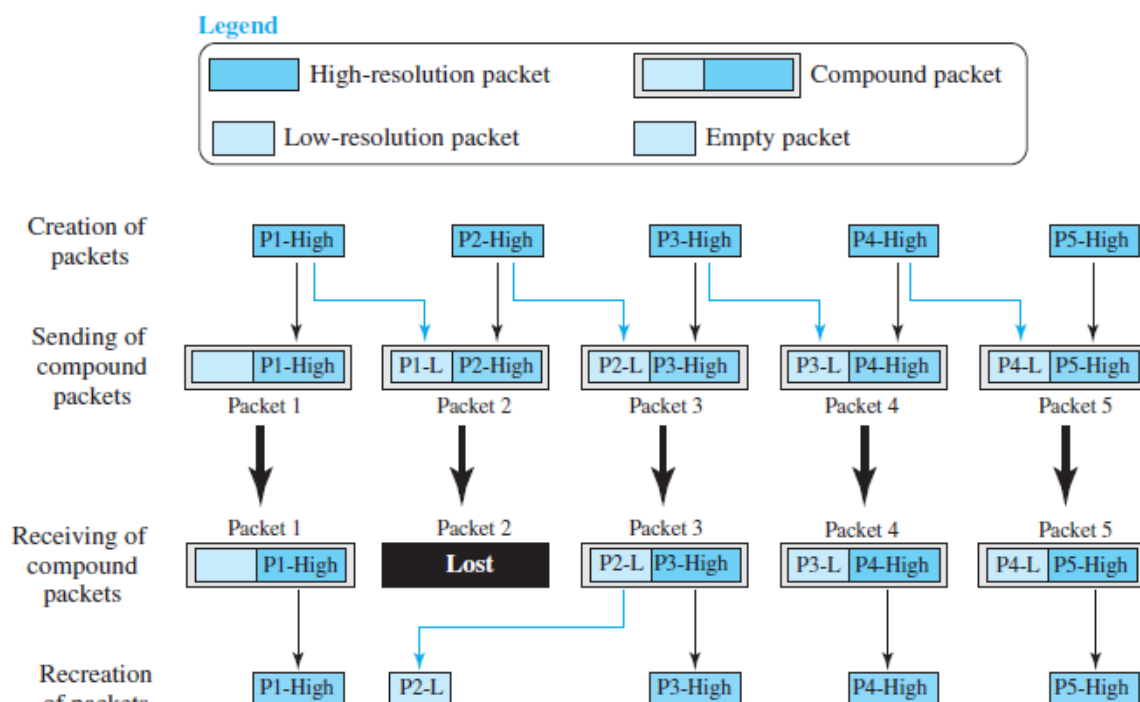 Legend
High-resolution packet
Compound packet
Low-resolution packet
Empty packet
Creation of
packets
P1-High
P2-High
P3-High
P4-High
P5-High
Sending of
compound
packets
P1-High
P1-L
P2-High
P2-L
P3-High
P3-L
P4-High
P4-L
P5-High
Packet 1
Packet 2
Packet 3
Packet 4
Packet 5
Receiving of
compound
packets
Packet 1
Packet 2
Packet 3
Packet 4
Packet 5
P1-High
Lost
P2-L
P3-High
P3-L
P4-High
P4-L
P5-High
Recreation
of packets
P1-High
P2-L
P3-High
P4-High
P5-High